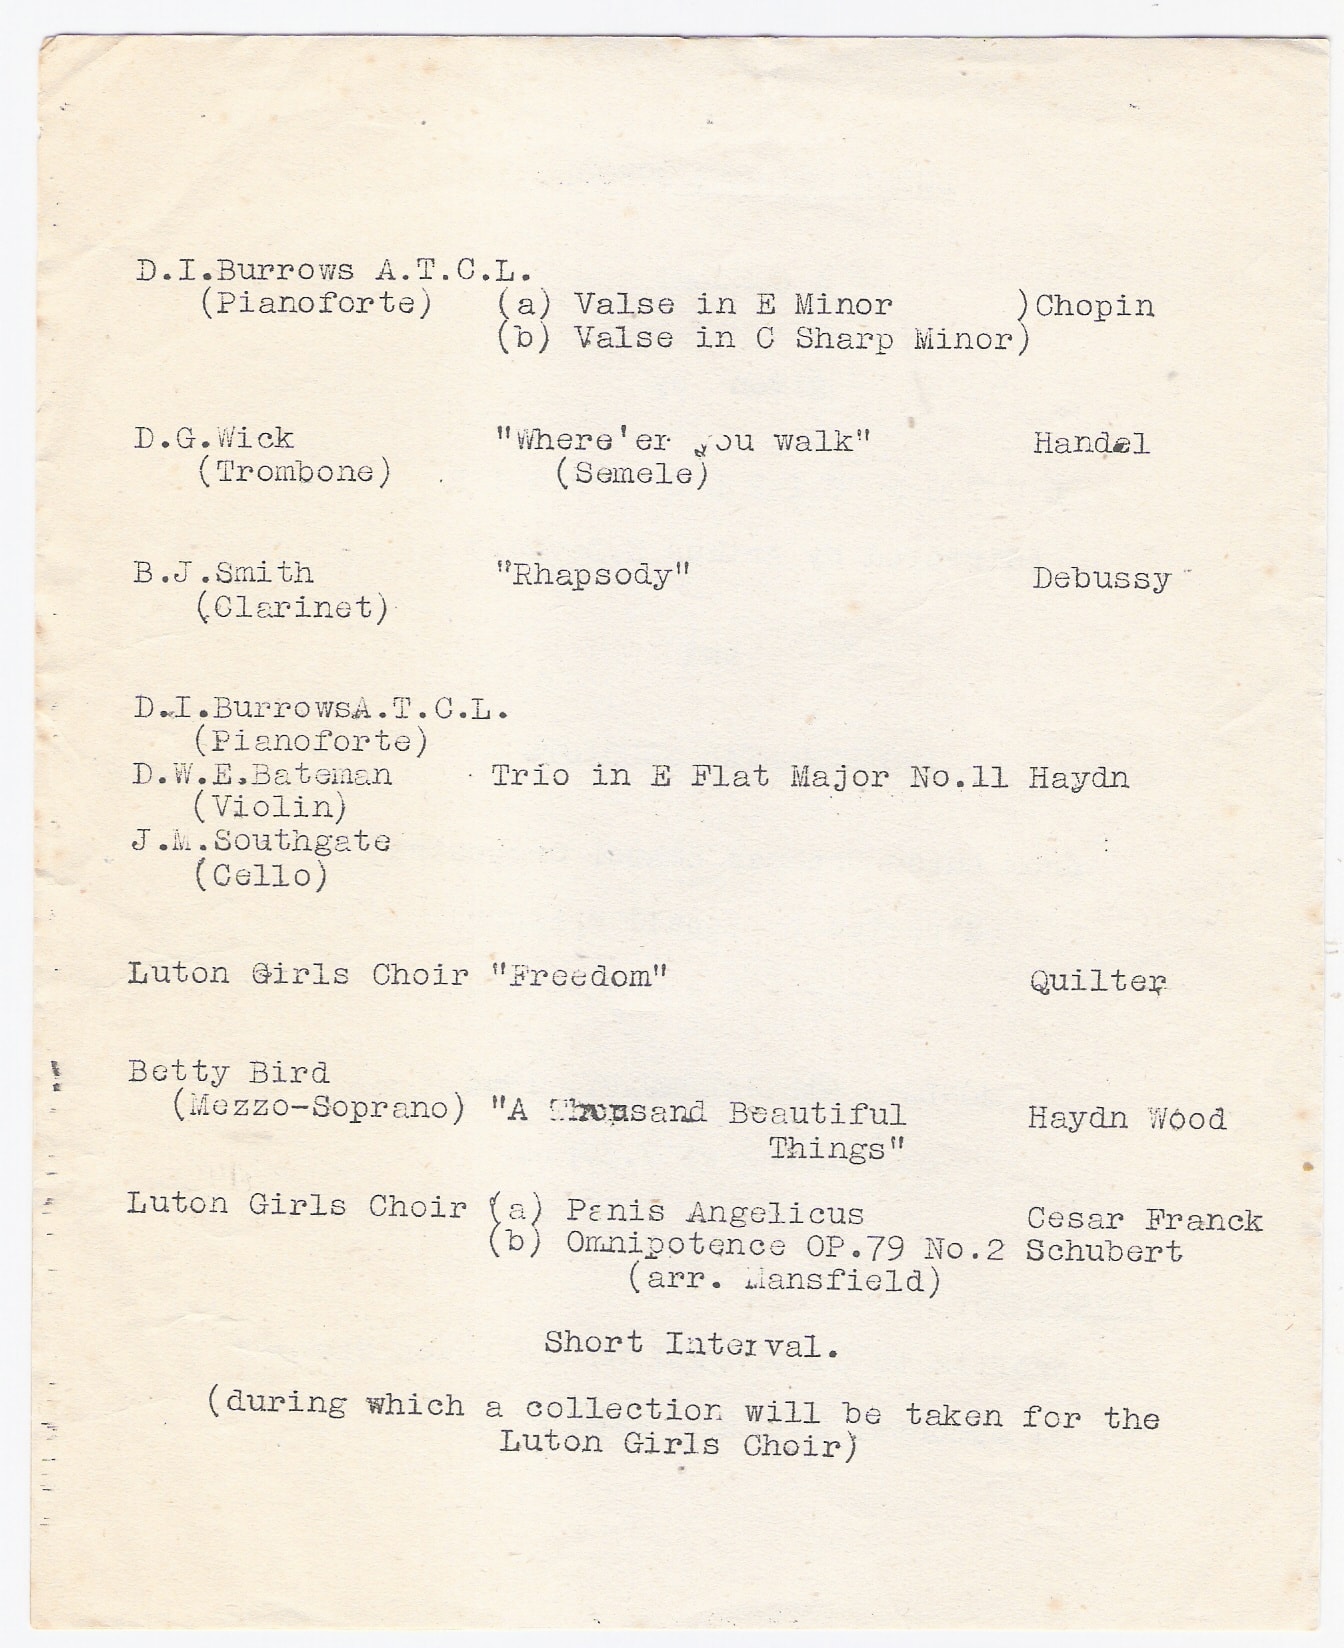 D.I.Burrows A.T.C.L.
(Pianoforte) (a) Valse in E Minor )Chopin
(b) Valse in C Sharp Minor)
D.G.Wick "Where'er you walk" Handel
(Trombone) (Semele)
B.J.Smith "Rhapsody" Debussy
(Clarinet)
D.I.BurrowsA.T.C.L.
(Pianoforte)
D.W.E.Bateman Trio in E Flat Major No.11 Haydn
(Violin)
J.M.Southgate
(Cello)
Luton Girls Choir "Freedom" Quilter
Betty Bird
(Mezzo-Soprano) "A Thousand Beautiful Haydn Wood
Things"
Luton Girls Choir (a) Panis Angelicus Cesar Franck
(b) Omnipotence OP.79 No.2 Schubert
(arr. Mansfield)
Short Interval.
(during which a collection will be taken for the
Luton Girls Choir)